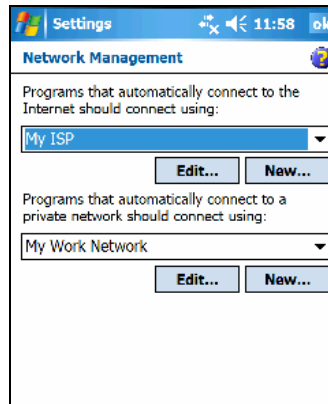 Settings 11:58 ok
Network Management ?
Programs that automatically connect to the
Internet should connect using:
My ISP
Edit... New...
Programs that automatically connect to a
private network should connect using:
My Work Network
Edit... New...